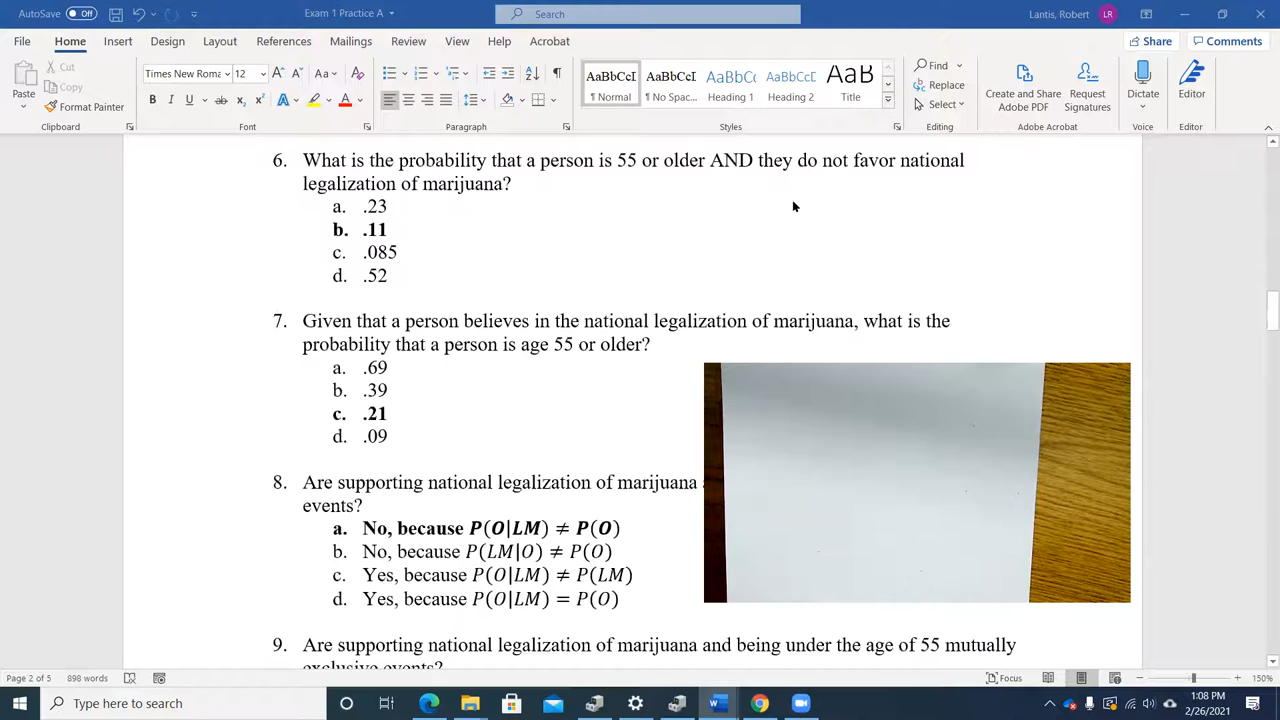 AutoSave
Off
Exam 1 Practice A
Search
Lantis, Robert
LR
File
Home
Insert
Design
Layout
References
Mailings
Review
View
Help
Acrobat
Share
Comments
Paste
Cut
Copy
Format Painter
Clipboard
Times New Roma
12
Font
Paragraph
AaBbCcI
¶ Normal
AaBbCcI
¶ No Spac...
AaBbCc
Heading 1
AaBbCcE
Heading 2
AaB
Title
Styles
Find
Replace
Select
Editing
Create and Share
Adobe PDF
Request
Signatures
Adobe Acrobat
Dictate
Voice
Editor
Editor
6. What is the probability that a person is 55 or older AND they do not favor national
legalization of marijuana?
a. .23
b. .11
c. .085
d. .52
7. Given that a person believes in the national legalization of marijuana, what is the
probability that a person is age 55 or older?
a. .69
b. .39
c. .21
d. .09
8. Are supporting national legalization of marijuana
events?
a. No, because P(O|LM) ≠ P(O)
b. No, because P(LM|O) ≠ P(O)
c. Yes, because P(O|LM) ≠ P(LM)
d. Yes, because P(O|LM) = P(O)
9. Are supporting national legalization of marijuana and being under the age of 55 mutually
exclusive events?
Page 2 of 5
898 words
Focus
150%
Type here to search
1:08 PM
2/26/2021